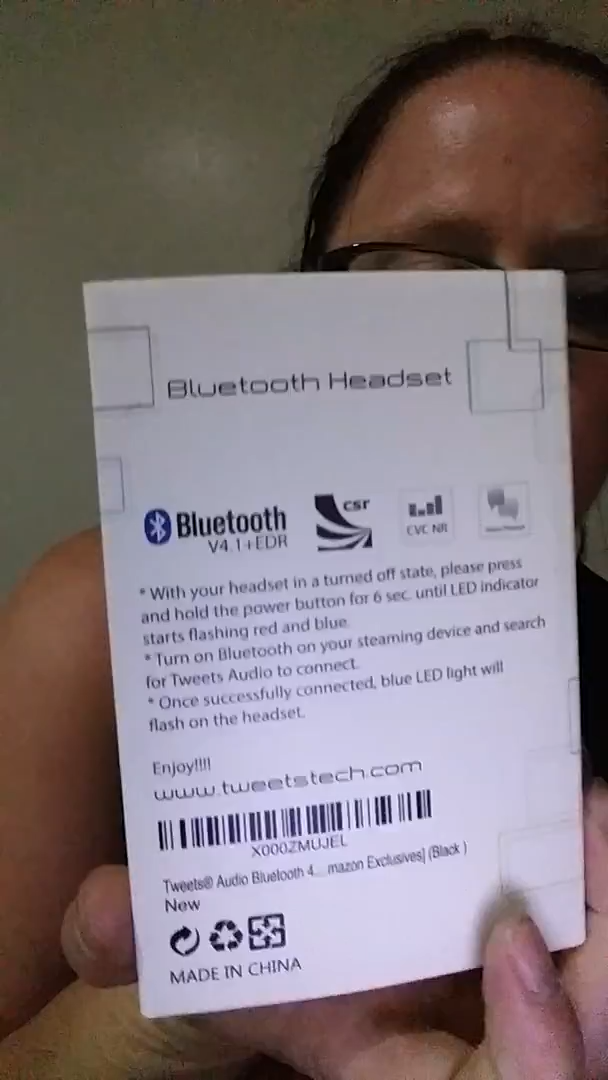 Bluetooth Headset
Bluetooth
V4.1+EDR
csr
CVC NR
* With your headset in a turned off state, please press
and hold the power button for 6 sec. until LED indicator
starts flashing red and blue.
* Turn on Bluetooth on your steaming device and search
for Tweets Audio to connect.
* Once successfully connected, blue LED light will
flash on the headset.
Enjoy!!!!
www.tweetstech.com
X000ZMUJEL
Tweets® Audio Bluetooth 4... mazon Exclusives] (Black )
New
MADE IN CHINA